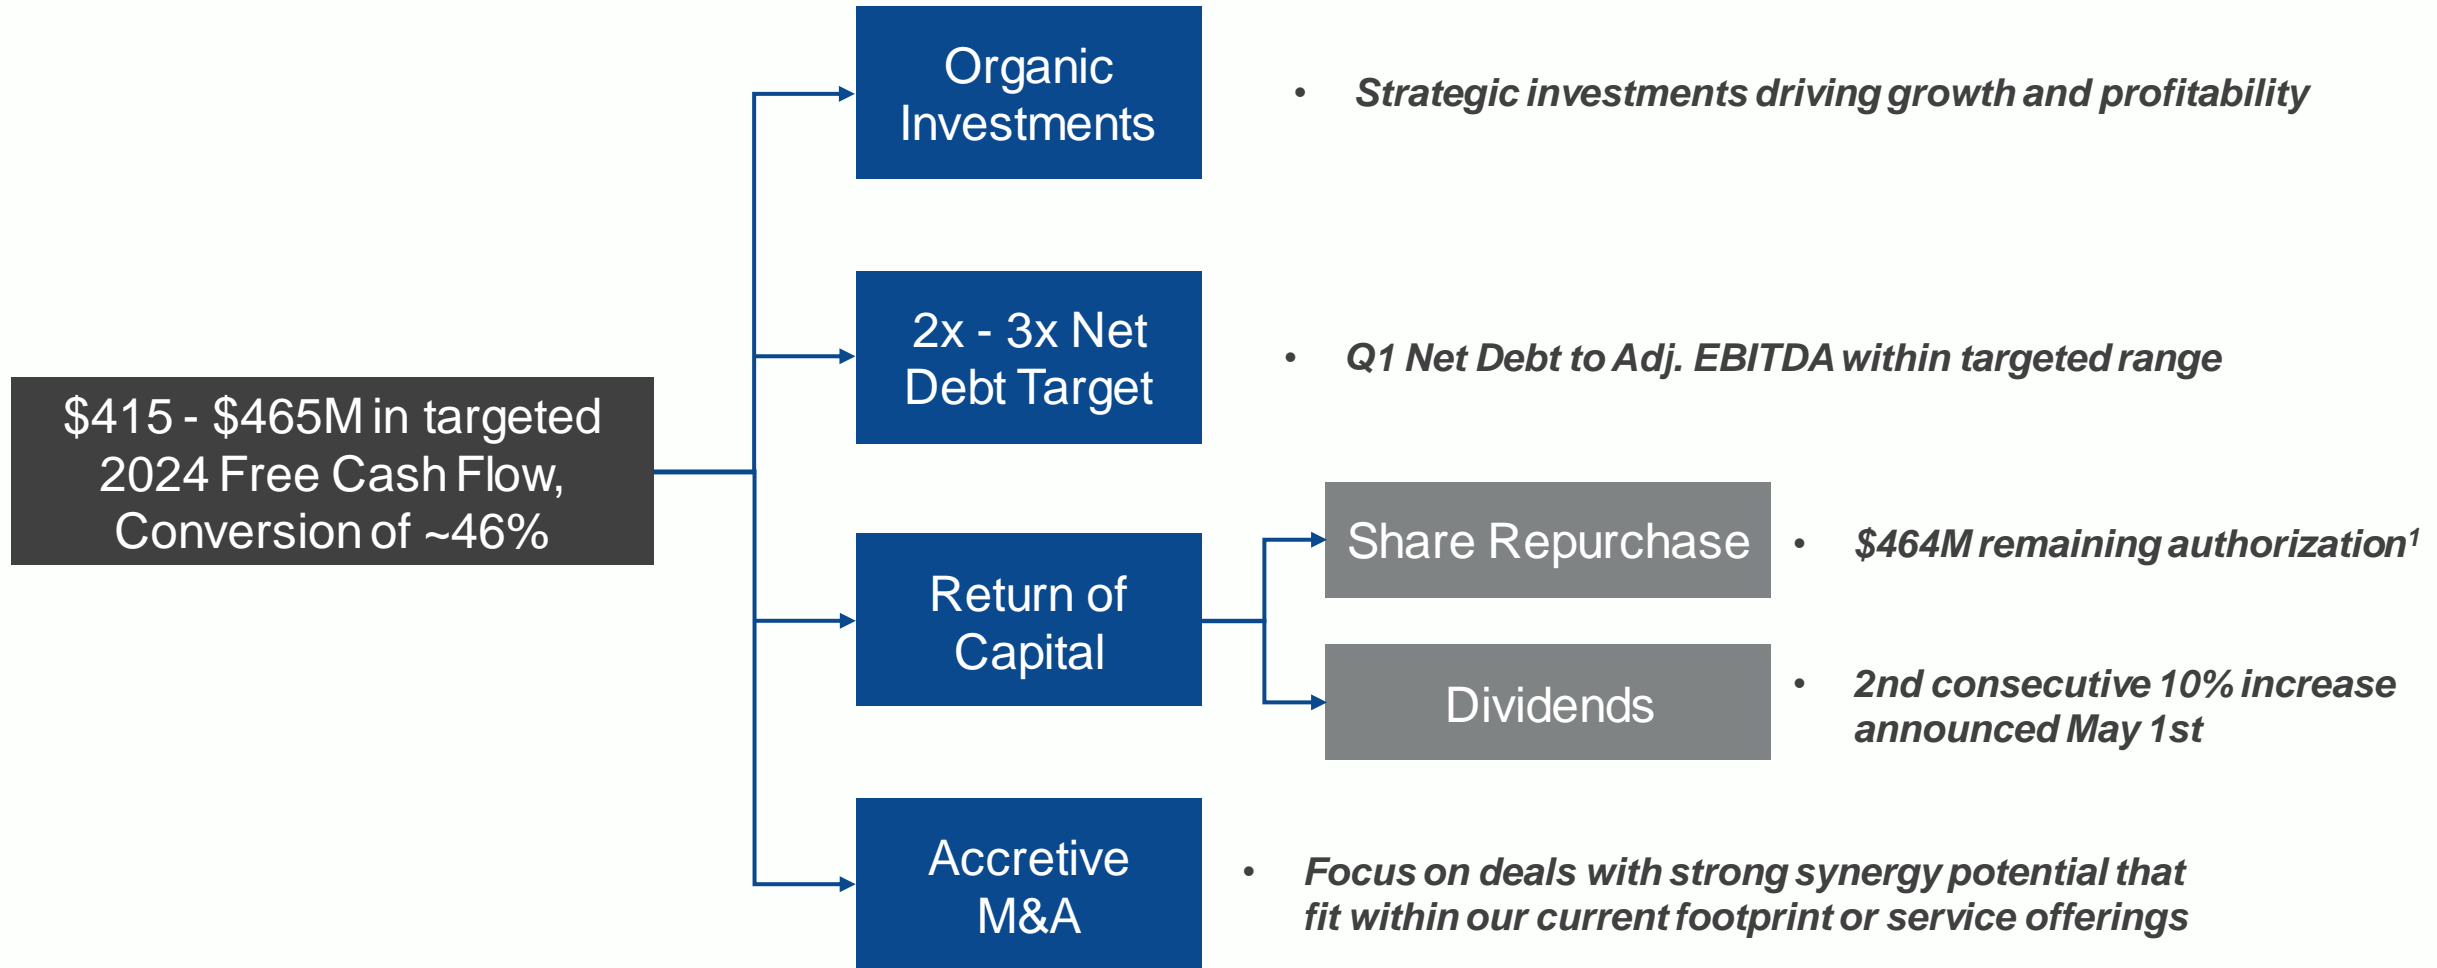 Organic
Investments
• Strategic investments driving growth and profitability
2x - 3x Net
Debt Target
• Q1 Net Debt to Adj. EBITDA within targeted range
$415 - $465M in targeted
2024 Free Cash Flow,
Conversion of ~46%
Return of
Capital
Share Repurchase
• $464M remaining authorization¹
Dividends
• 2nd consecutive 10% increase
announced May 1st
Accretive
M&A
• Focus on deals with strong synergy potential that
fit within our current footprint or service offerings